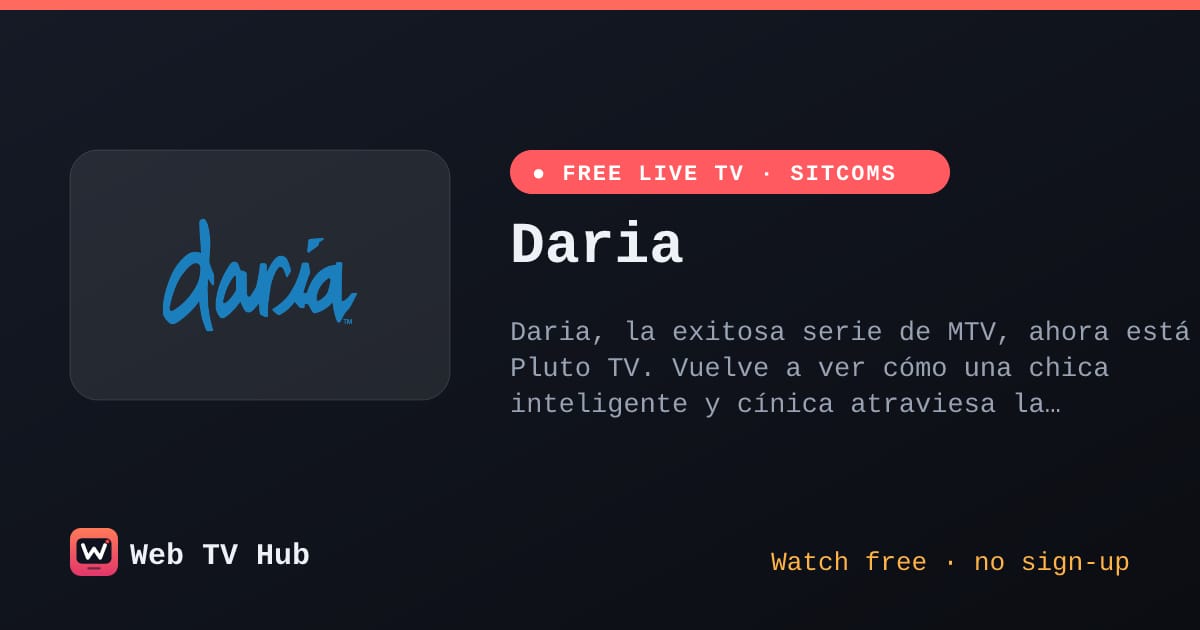 daria™
● FREE LIVE TV · SITCOMS
Daria
Daria, la exitosa serie de MTV, ahora está
Pluto TV. Vuelve a ver cómo una chica
inteligente y cínica atraviesa la…
Web TV Hub
Watch free · no sign-up